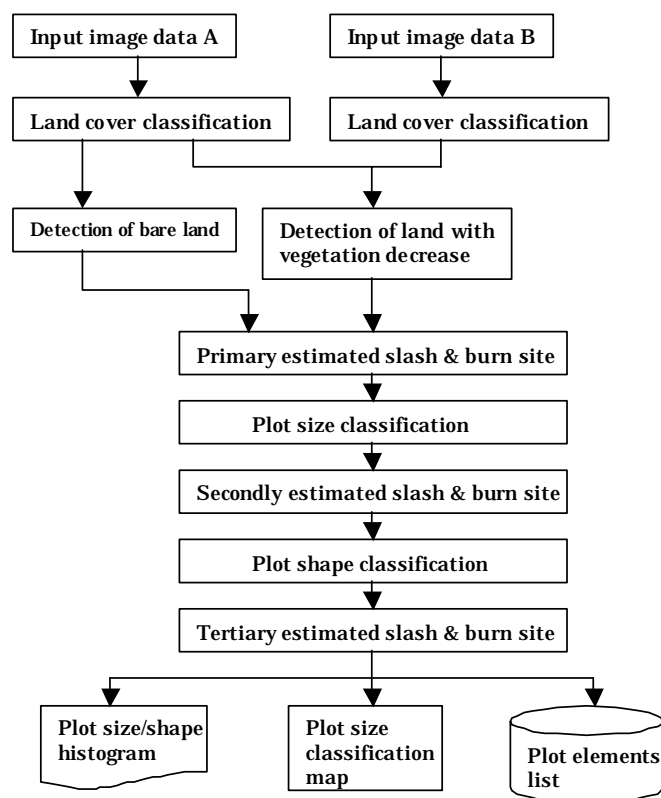 Input image data A
Input image data B
Land cover classification
Land cover classification
Detection of bare land
Detection of land with
vegetation decrease
Primary estimated slash & burn site
Plot size classification
Secondly estimated slash & burn site
Plot shape classification
Tertiary estimated slash & burn site
Plot size/shape
histogram
Plot size
classification
map
Plot elements
list